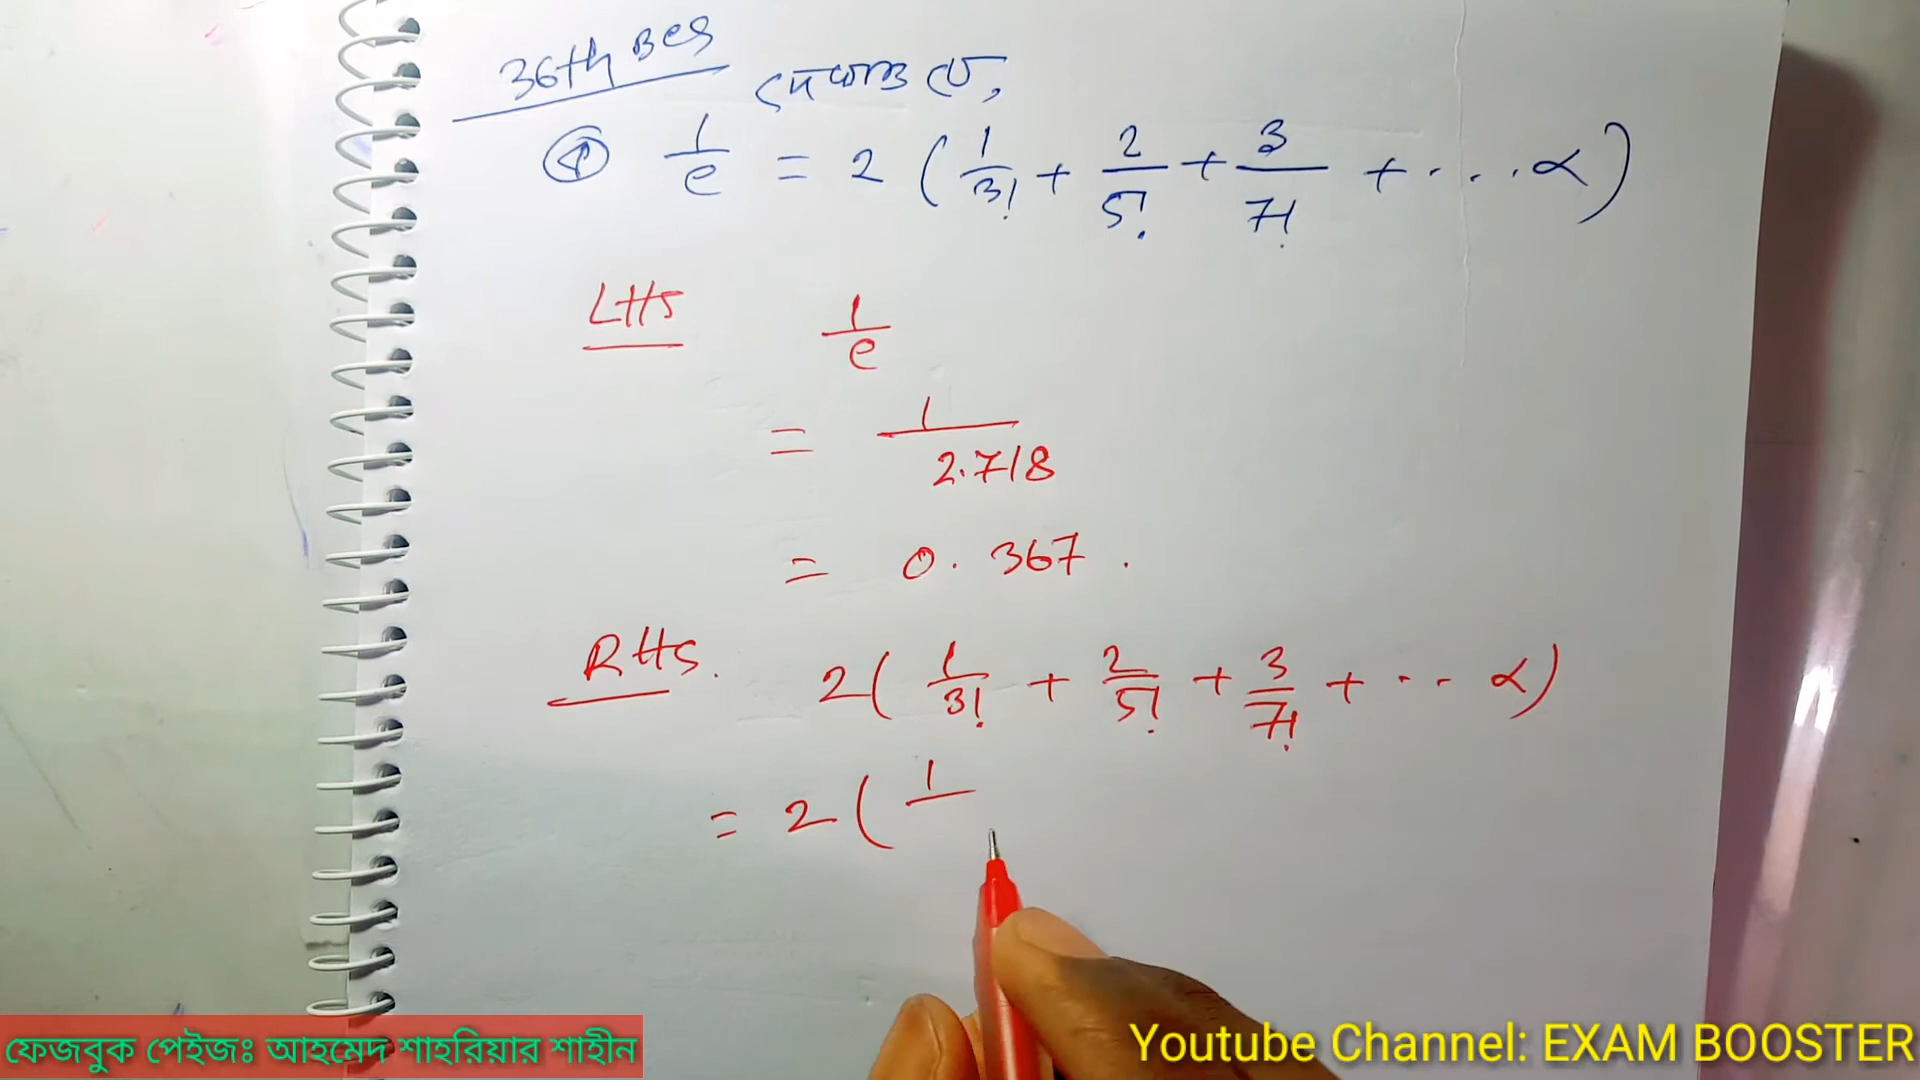 36th BCS
দেখাও যে,
① 1/e = 2 ( 1/3! + 2/5! + 3/7! + .... ∝ )
LHS 1/e
= 1/2.718
= 0.367 .
RHS. 2( 1/3! + 2/5! + 3/7! + ... ∝ )
= 2 ( 1/
ফেজবুক পেইজঃ আহমেদ শাহরিয়ার শাহীন
Youtube Channel: EXAM BOOSTER